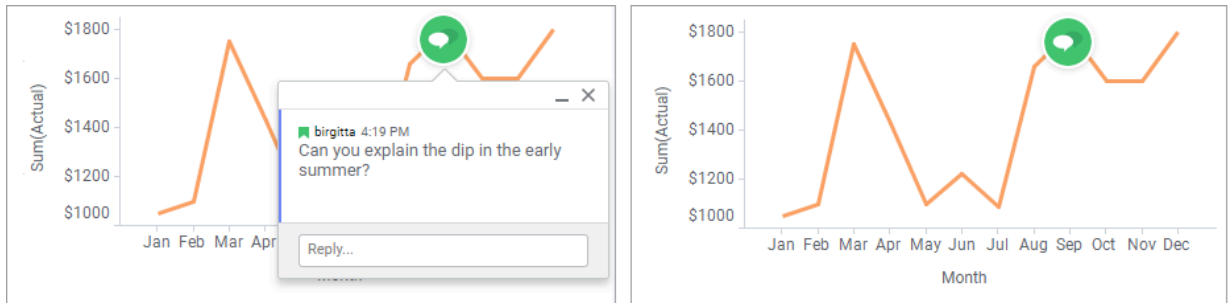 $1800
$1600
$1400
$1200
$1000
Sum(Actual)
Jan Feb Mar Apr
birgitta 4:19 PM
Can you explain the dip in the early
summer?
Reply...
$1800
$1600
$1400
$1200
$1000
Sum(Actual)
Jan Feb Mar Apr May Jun Jul Aug Sep Oct Nov Dec
Month